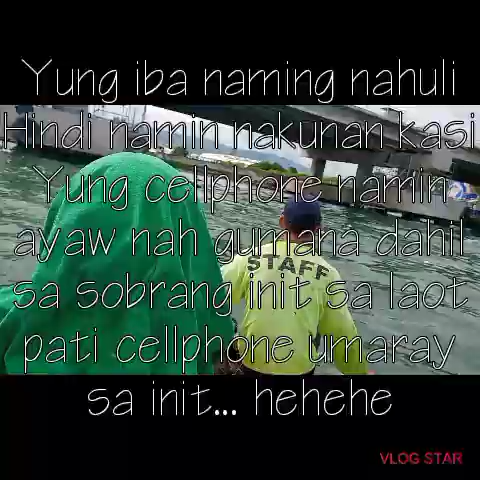 Yung iba naming nahuli
Hindi namin nakunan kasi
Yung cellphone namin
ayaw nah gumana dahil
STAFF
sa sobrang init sa laot
pati cellphone umaray
sa init... hehehe
VLOG STAR